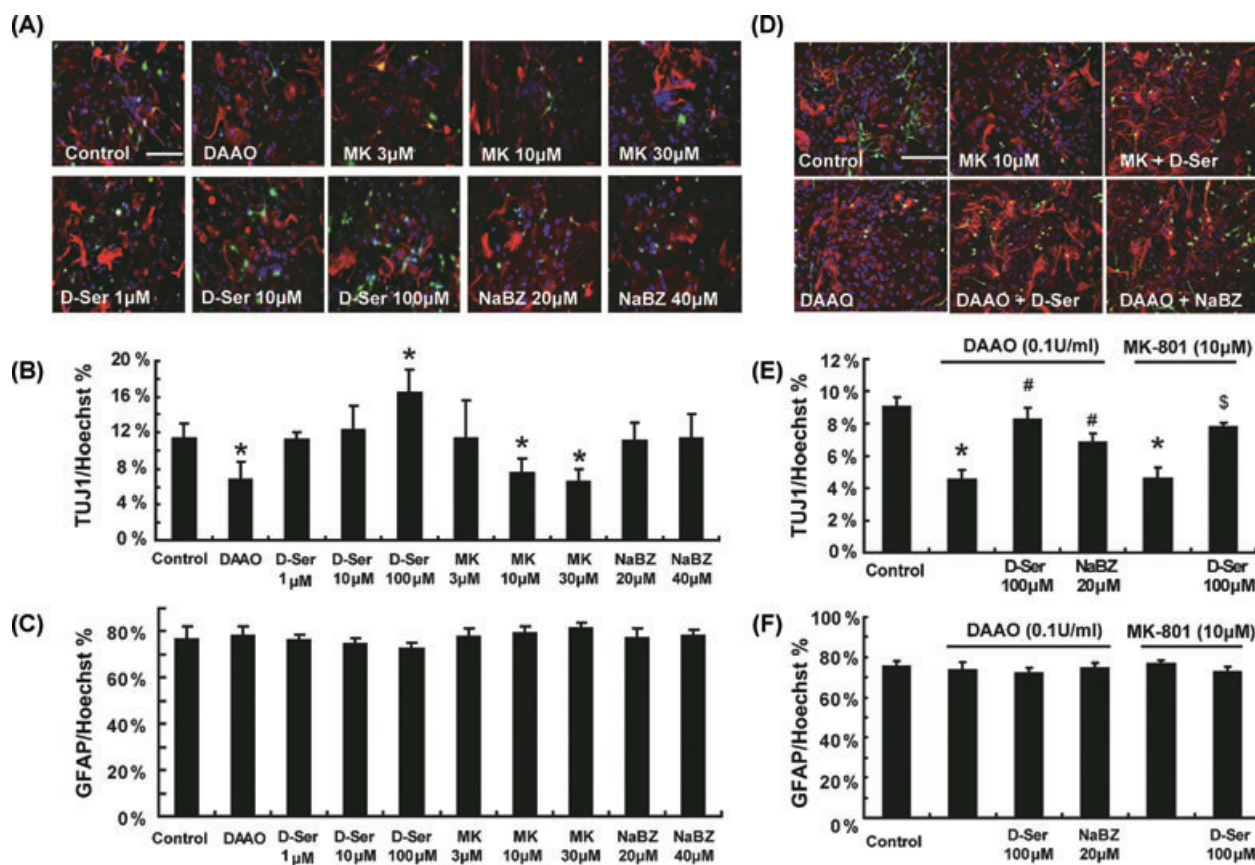 (A)
Control
DAAO
MK 3µM
MK 10µM
MK 30µM
D-Ser 1µM
D-Ser 10µM
D-Ser 100µM
NaBZ 20µM
NaBZ 40µM
(B)
TUJ1/Hoechst %
20 %
16 %
12 %
8 %
4 %
0 %
*
*
*
*
Control DAAO D-Ser D-Ser D-Ser MK MK MK NaBZ NaBZ
1µM 10µM 100µM 3µM 10µM 30µM 20µM 40µM
(C)
GFAP/Hoechst %
80 %
60 %
40 %
20 %
0 %
Control DAAO D-Ser D-Ser D-Ser MK MK MK NaBZ NaBZ
1µM 10µM 100µM 3µM 10µM 30µM 20µM 40µM
(D)
Control
MK 10µM
MK + D-Ser
DAAO
DAAO + D-Ser
DAAO + NaBZ
(E)
DAAO (0.1U/ml) MK-801 (10µM)
TUJ1/Hoechst %
12%
10%
8%
6%
4%
2%
0%
*
#
#
*
$
Control D-Ser NaBZ D-Ser
100µM 20µM 100µM
(F)
DAAO (0.1U/ml) MK-801 (10µM)
GFAP/Hoechst %
100%
80%
60%
40%
20%
0%
Control D-Ser NaBZ D-Ser
100µM 20µM 100µM